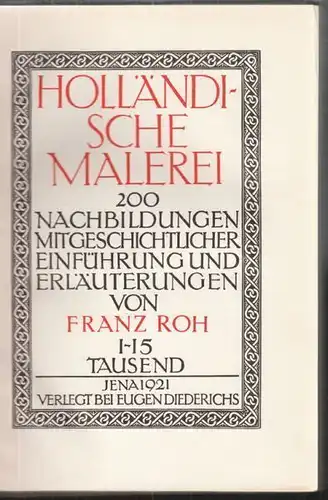 HOLLÄNDI-
SCHE
MALEREI
200
NACHBILDUNGEN
MITGESCHICHTLICHER
EINFÜHRUNG UND
ERLÄUTERUNGEN
VON
FRANZ ROH
1-15
TAUSEND
JENA 1921
VERLEGT BEI EUGEN DIEDERICHS